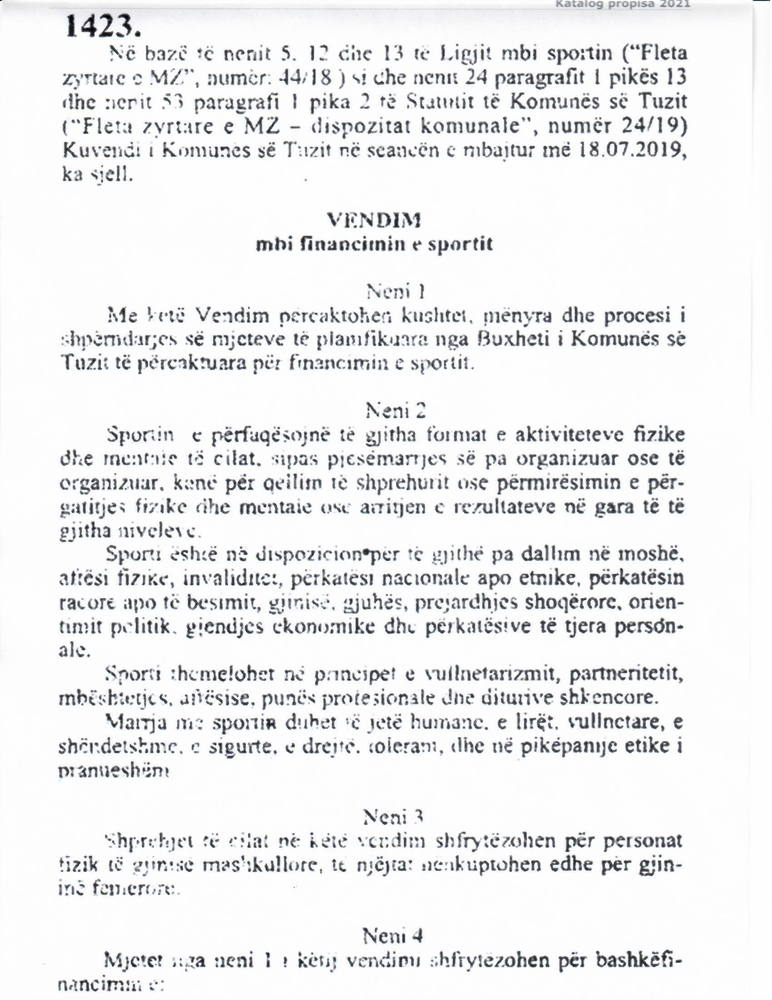 Katalog propisa 2021
1423.
Në bazë të nenit 5, 12 dhe 13 të Ligjit mbi sportin (“Fleta
zyrtare e MZ”, numër: 44/18 ) si dhe nenit 24 paragrafit 1 pikës 13
dhe nenit 53 paragrafi 1 pika 2 të Statutit të Komunës së Tuzit
(“Fleta zyrtare e MZ – dispozitat komunale”, numër 24/19)
Kuvendi i Komunës së Tuzit në seancën e mbajtur më 18.07.2019,
ka sjell.
VENDIM
mbi financimin e sportit
Neni 1
Me ketë Vendim përcaktohen kushtet, mënyra dhe procesi i
shpërndarjes së mjeteve të planifikuara nga Buxheti i Komunës së
Tuzit të përcaktuara për financimin e sportit.
Neni 2
Sportin e përfaqësojnë të gjitha format e aktiviteteve fizike
dhe mentale të cilat, sipas pjesëmarrjes së pa organizuar ose të
organizuar, kanë për qëllim të shprehurit ose përmirësimin e për-
gatitjes fizike dhe mentale ose arritjen e rezultateve në gara të të
gjitha niveleve.
Sporti është në dispozicion për të gjithë pa dallim në moshë,
aftësi fizike, invaliditet, përkatësi nacionale apo etnike, përkatësin
racore apo të besimit, gjinisë, gjuhës, prejardhjes shoqërore, orien-
timit politik, gjendjes ekonomike dhe përkatësive të tjera person-
ale.
Sporti themelohet në principet e vullnetarizmit, partneritetit,
mbështetjes, aftësise, punës profesionale dhe diturive shkencore.
Marrja me sportin duhet të jetë humane, e lirët, vullnetare, e
shëndetshme, e sigurte, e drejtë, tolerant, dhe në pikëpamje etike i
pranueshëm
Neni 3
Shprehjet të cilat në këtë vendim shfrytëzohen për personat
fizik të gjinisë mashkullore, të njëjtat nënkuptohen edhe për gjin-
inë femërore.
Neni 4
Mjetet nga neni 1 i këtij vendimi shfrytëzohen për bashkëfi-
nancimin e: